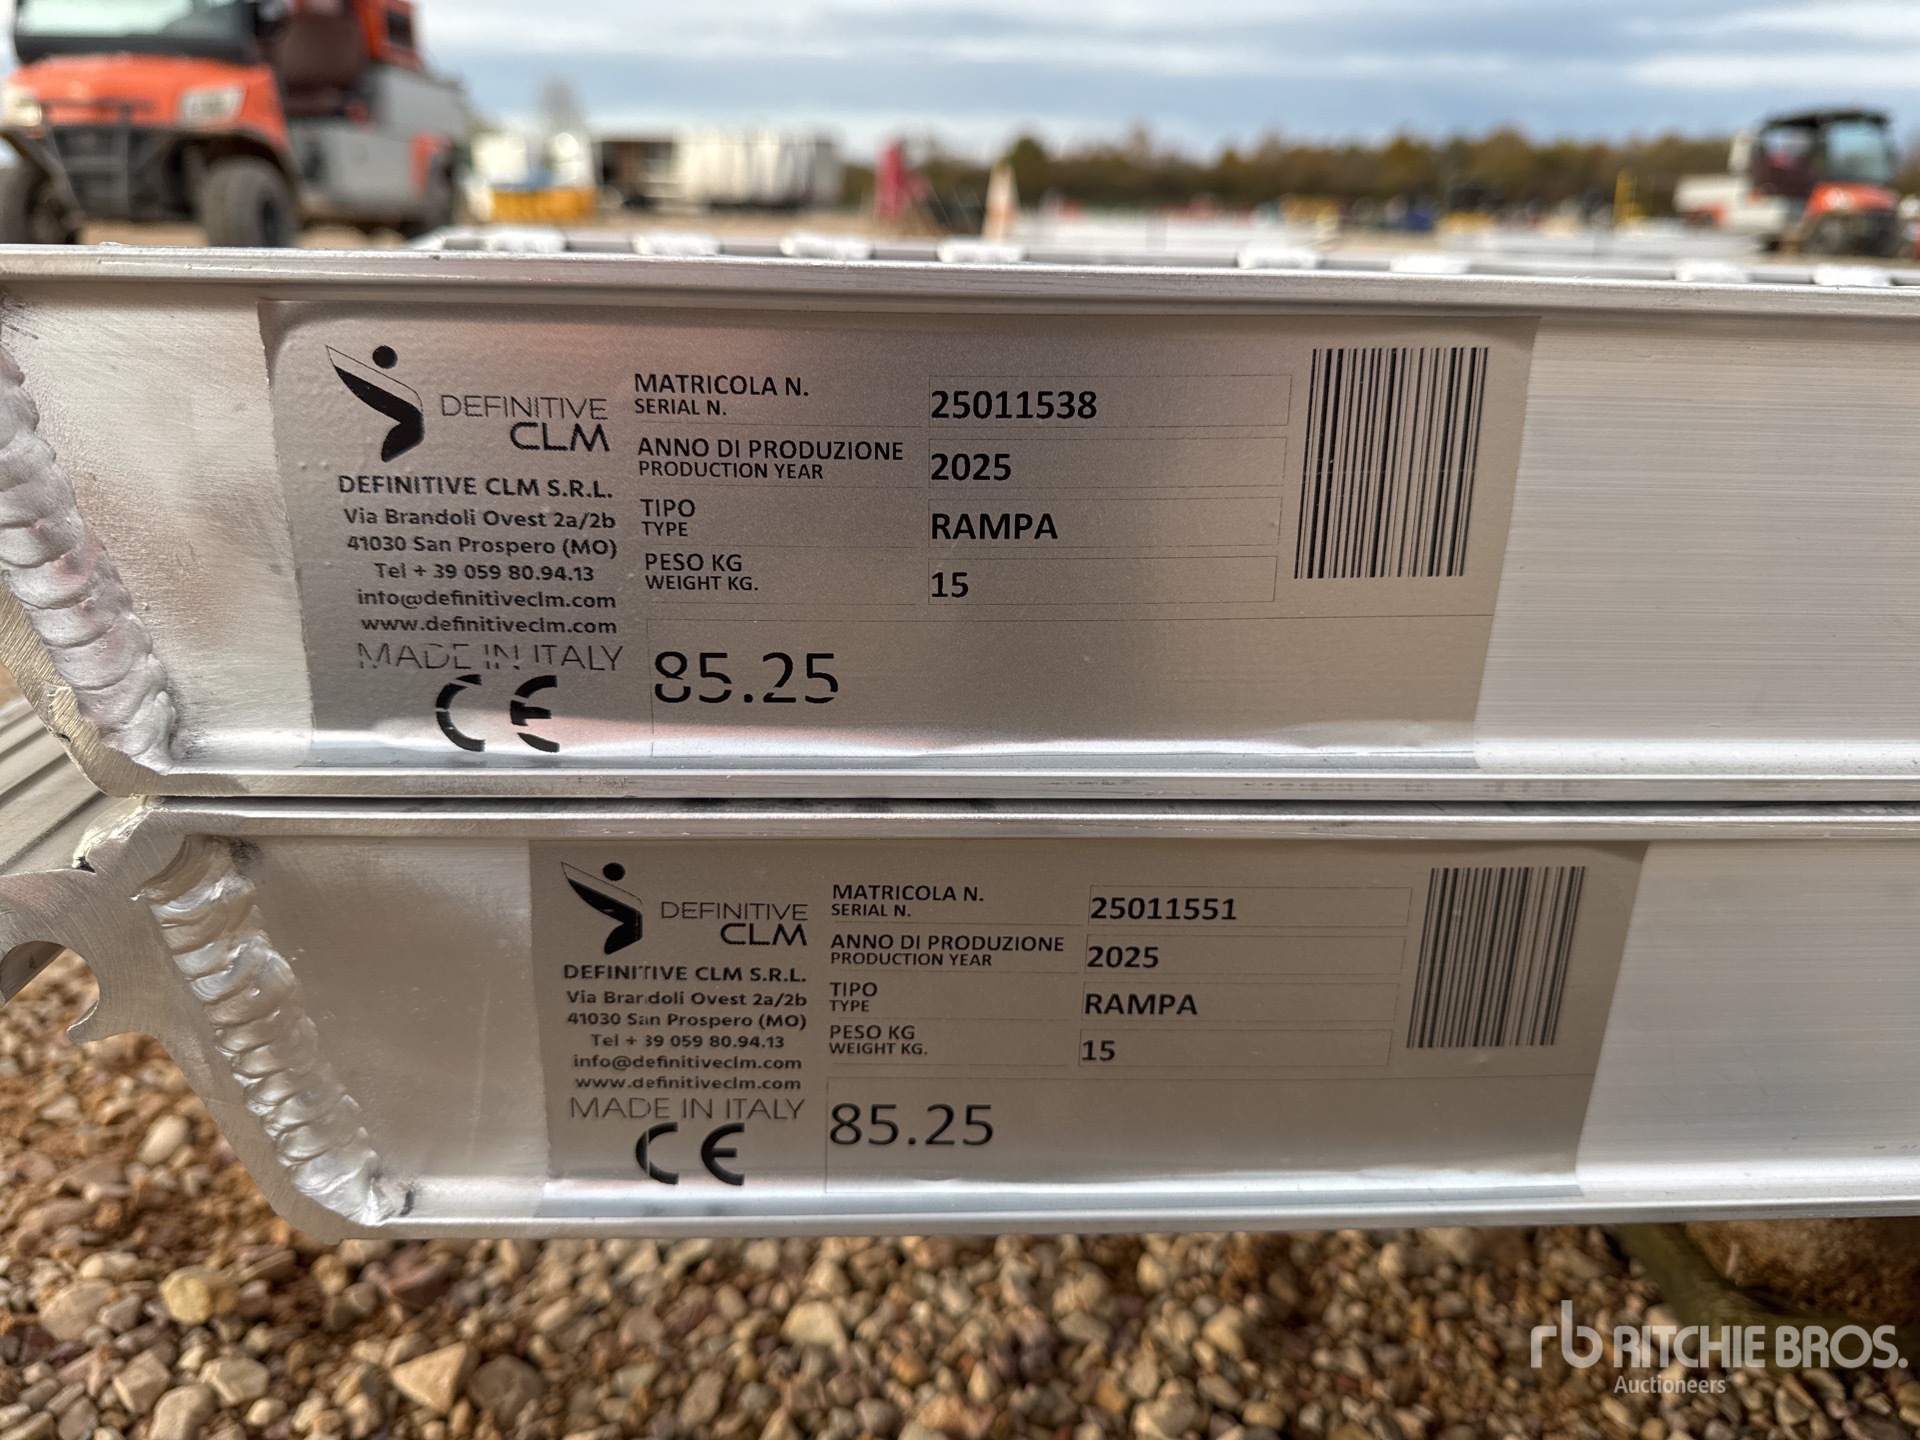 DEFINITIVE
CLM
DEFINITIVE CLM S.R.L.
Via Brandoli Ovest 2a/2b
41030 San Prospero (MO)
Tel + 39 059 80.94.13
info@definitiveclm.com
www.definitiveclm.com
MADE IN ITALY
CE
MATRICOLA N.
SERIAL N.
25011538
ANNO DI PRODUZIONE
PRODUCTION YEAR
2025
TIPO
TYPE
RAMPA
PESO KG
WEIGHT KG.
15
85.25
DEFINITIVE
CLM
DEFINITIVE CLM S.R.L.
Via Brandoli Ovest 2a/2b
41030 San Prospero (MO)
Tel + 39 059 80.94.13
info@definitiveclm.com
www.definitiveclm.com
MADE IN ITALY
CE
MATRICOLA N.
SERIAL N.
25011551
ANNO DI PRODUZIONE
PRODUCTION YEAR
2025
TIPO
TYPE
RAMPA
PESO KG
WEIGHT KG.
15
85.25
rb RITCHIE BROS.
Auctioneers